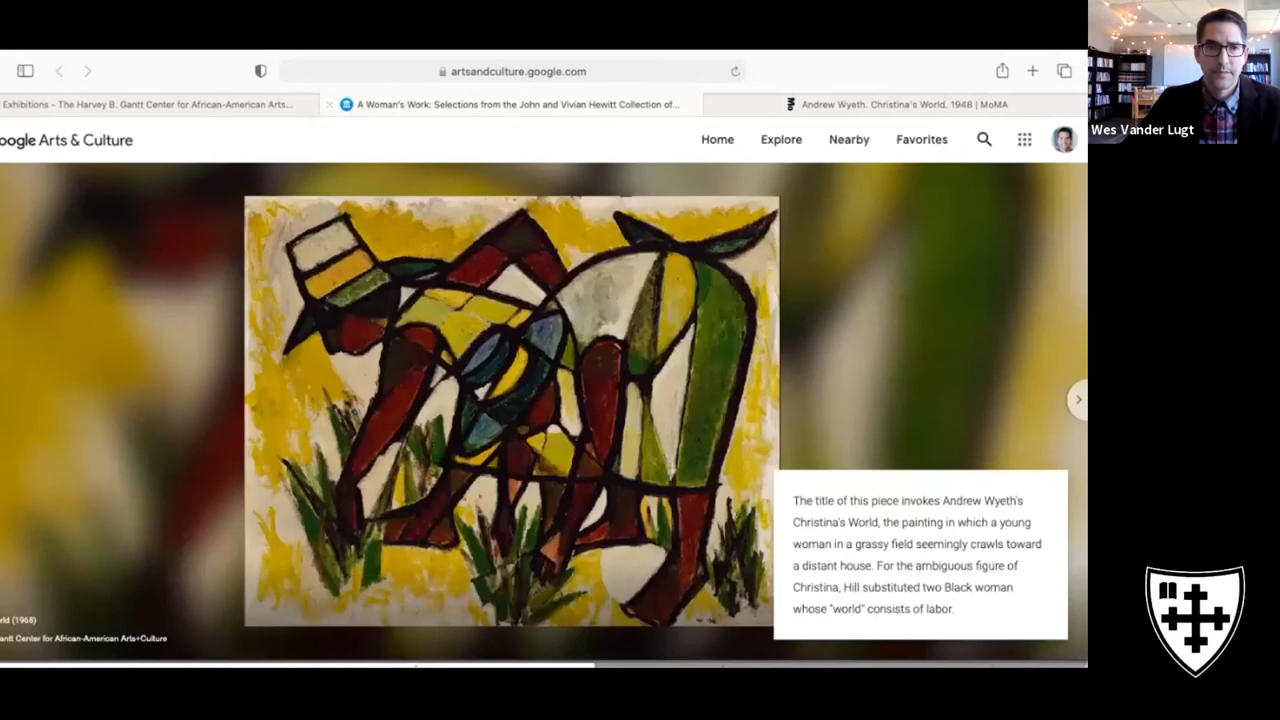 artsandculture.google.com
Exhibitions - The Harvey B. Gantt Center for African-American Arts...
A Woman's Work: Selections from the John and Vivian Hewitt Collection of...
Mo
Andrew Wyeth. Christina's World. 1948 | MoMA
oogle Arts & Culture
Home
Explore
Nearby
Favorites
Wes Vander Lugt
The title of this piece invokes Andrew Wyeth's
Christina's World, the painting in which a young
woman in a grassy field seemingly crawls toward
a distant house. For the ambiguous figure of
Christina, Hill substituted two Black woman
whose "world" consists of labor.
rld (1968)
antt Center for African-American Arts+Culture